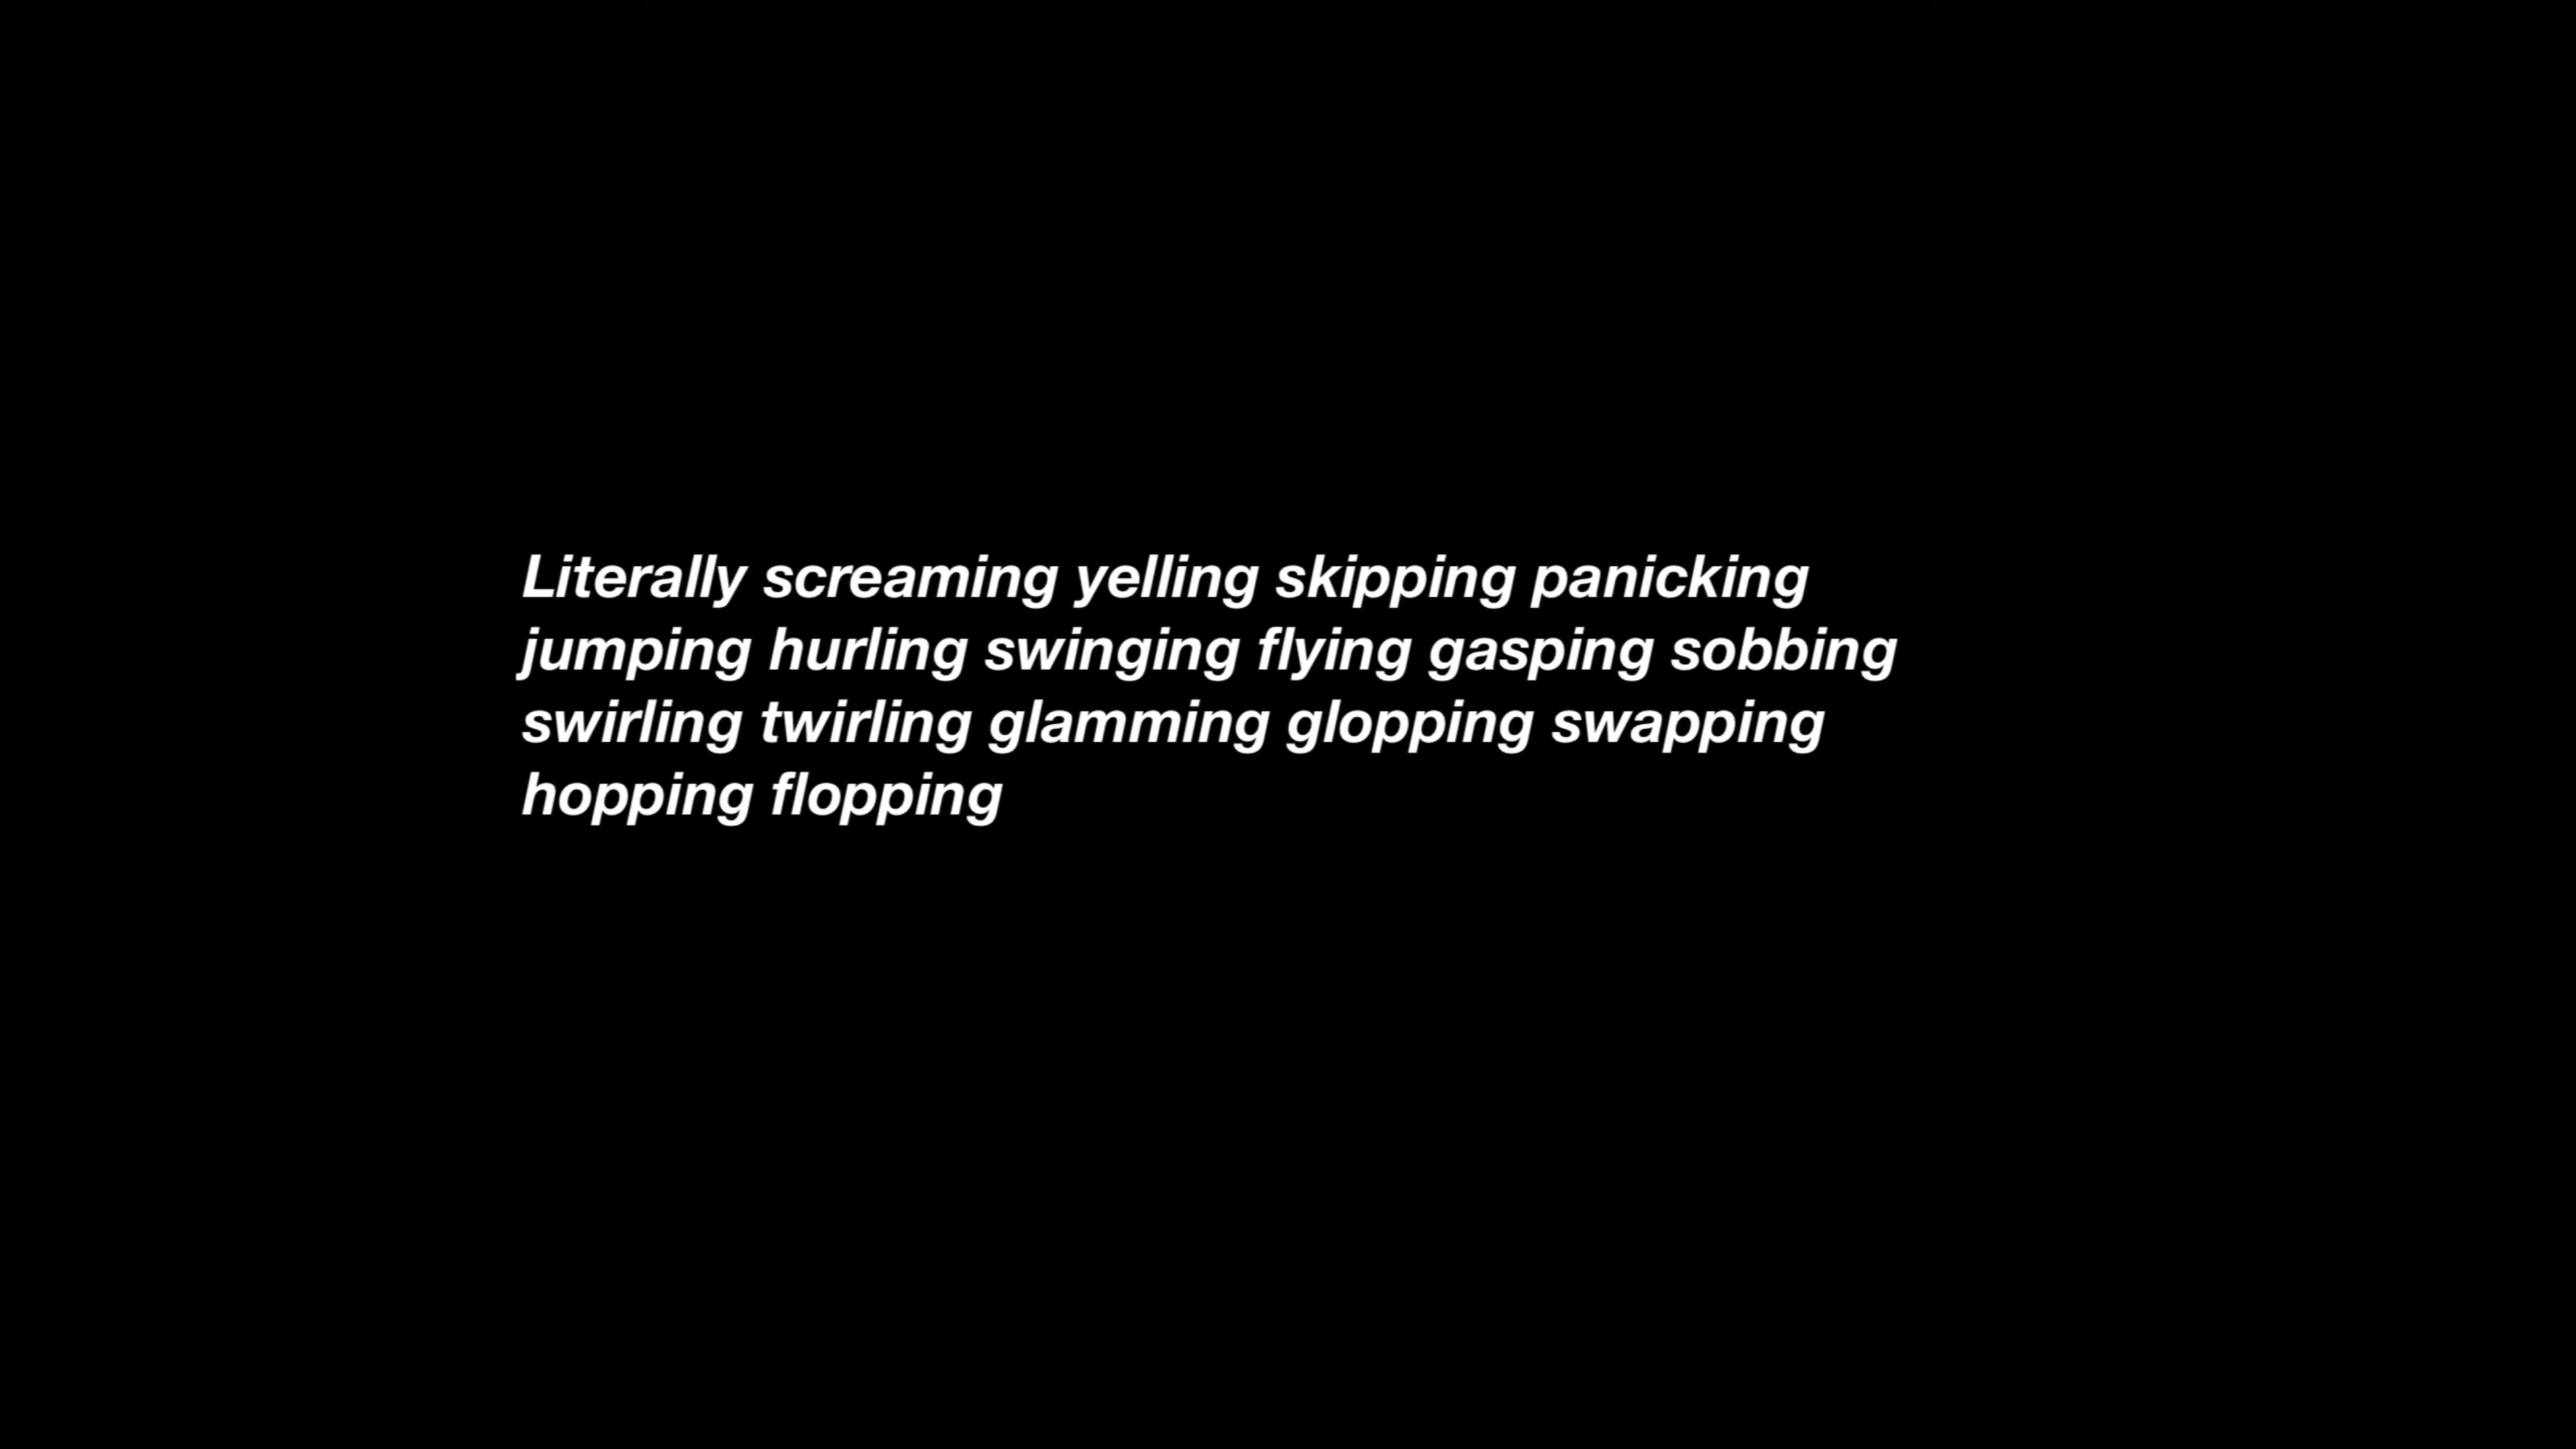 Literally screaming yelling skipping panicking
jumping hurling swinging flying gasping sobbing
swirling twirling glamming glopping swapping
hopping flopping